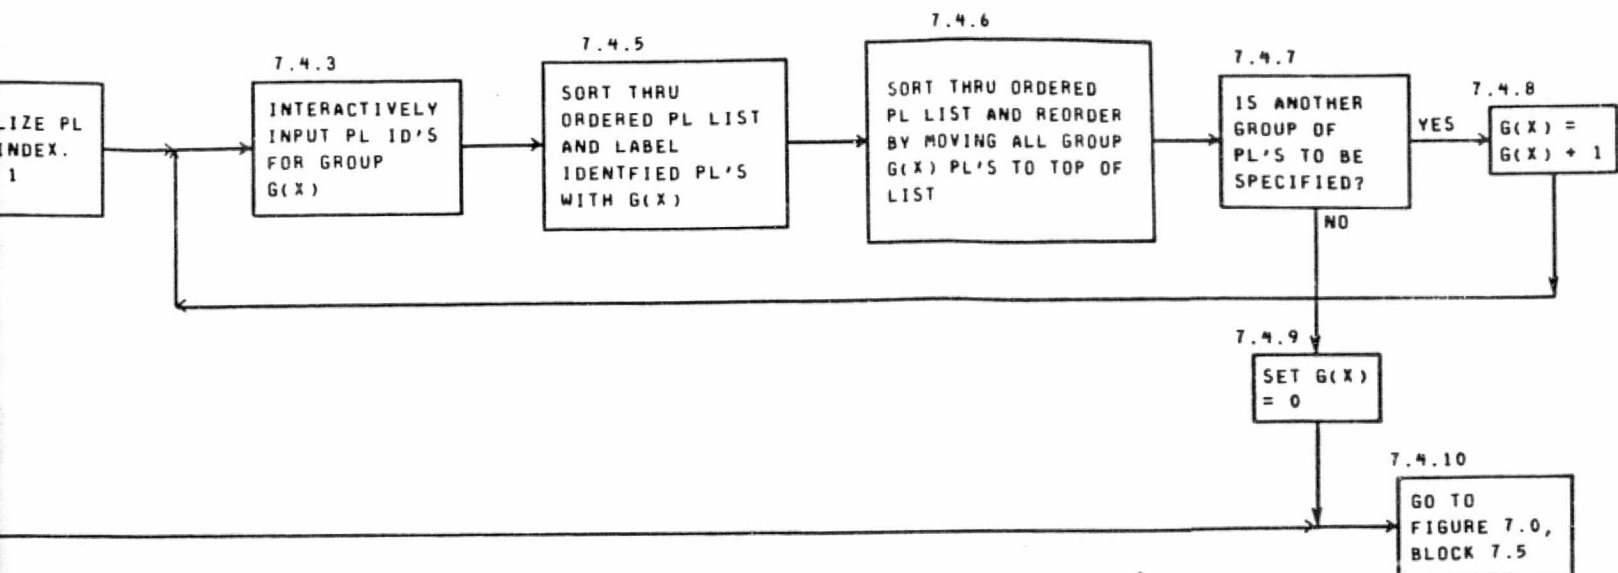 LIZE PL
INDEX.
1
7.4.3
INTERACTIVELY
INPUT PL ID'S
FOR GROUP
G(X)
7.4.5
SORT THRU
ORDERED PL LIST
AND LABEL
IDENTFIED PL'S
WITH G(X)
7.4.6
SORT THRU ORDERED
PL LIST AND REORDER
BY MOVING ALL GROUP
G(X) PL'S TO TOP OF
LIST
7.4.7
IS ANOTHER
GROUP OF
PL'S TO BE
SPECIFIED?
YES
NO
7.4.8
G(X) =
G(X) + 1
7.4.9
SET G(X)
= 0
7.4.10
GO TO
FIGURE 7.0,
BLOCK 7.5